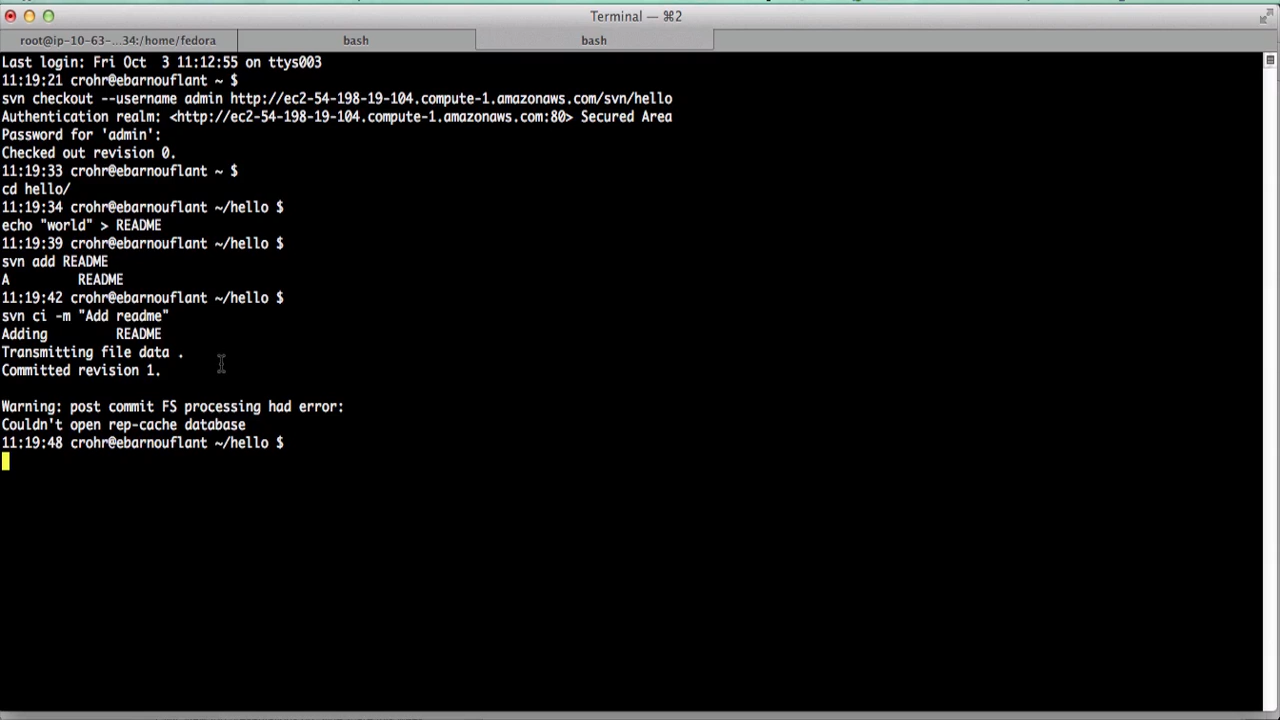 Terminal — ⌘2
root@ip-10-63-...34:/home/fedora
bash
bash
Last login: Fri Oct  3 11:12:55 on ttys003
11:19:21 crohr@ebarnouflant ~ $
svn checkout --username admin http://ec2-54-198-19-104.compute-1.amazonaws.com/svn/hello
Authentication realm: <http://ec2-54-198-19-104.compute-1.amazonaws.com:80> Secured Area
Password for 'admin':
Checked out revision 0.
11:19:33 crohr@ebarnouflant ~ $
cd hello/
11:19:34 crohr@ebarnouflant ~/hello $
echo "world" > README
11:19:39 crohr@ebarnouflant ~/hello $
svn add README
A         README
11:19:42 crohr@ebarnouflant ~/hello $
svn ci -m "Add readme"
Adding         README
Transmitting file data .
Committed revision 1.
Warning: post commit FS processing had error:
Couldn't open rep-cache database
11:19:48 crohr@ebarnouflant ~/hello $